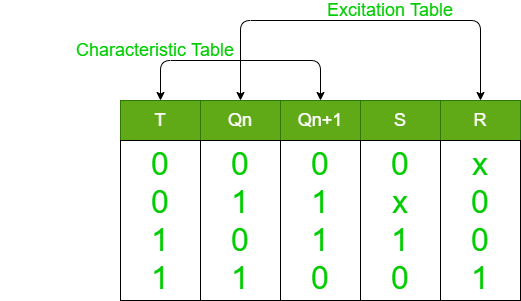 Excitation Table
Characteristic Table
T Qn Qn+1 S R
0 0 0 0 x
0 1 1 x 0
1 0 1 1 0
1 1 0 0 1